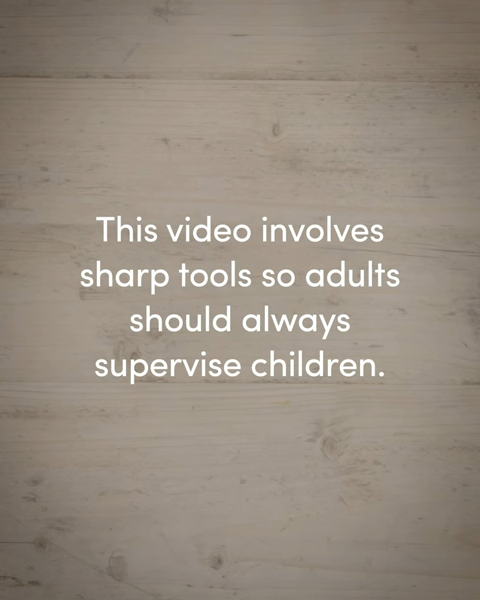 This video involves
sharp tools so adults
should always
supervise children.